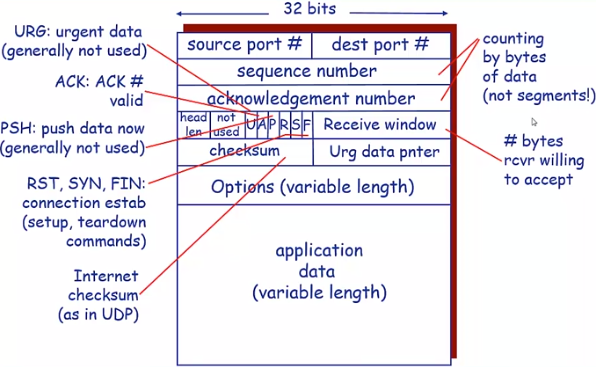 32 bits
URG: urgent data
(generally not used)
ACK: ACK #
valid
PSH: push data now
(generally not used)
RST, SYN, FIN:
connection estab
(setup, teardown
commands)
Internet
checksum
(as in UDP)
source port #
dest port #
sequence number
acknowledgement number
head
len
not
used
U
A
P
R
S
F
Receive window
checksum
Urg data pnter
Options (variable length)
application
data
(variable length)
counting
by bytes
of data
(not segments!)
# bytes
rcvr willing
to accept